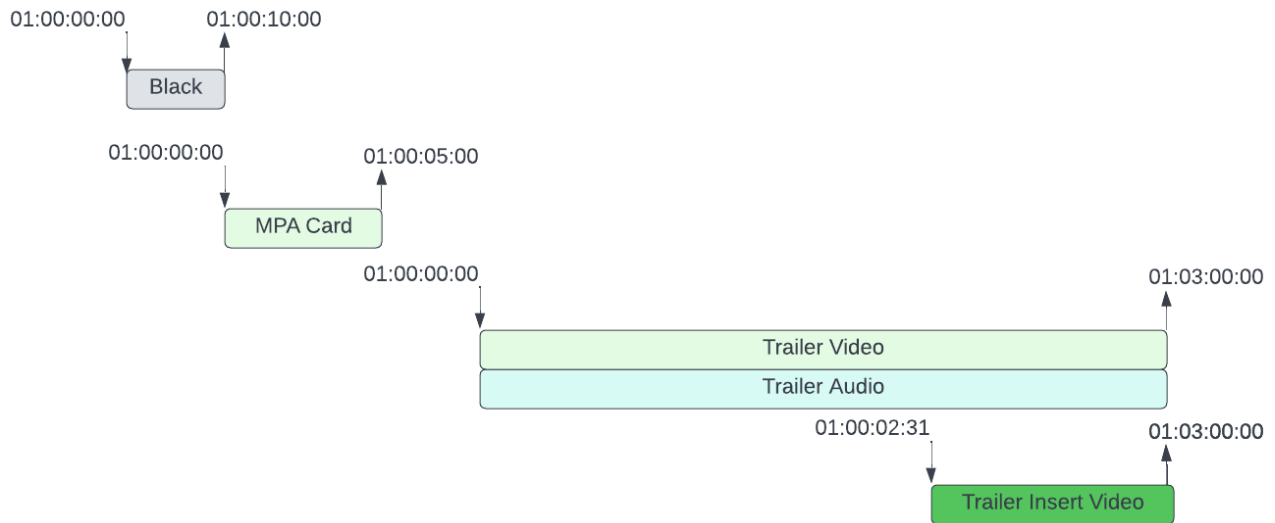 01:00:00:00 01:00:10:00
Black
01:00:00:00 01:00:05:00
MPA Card
01:00:00:00 01:03:00:00
Trailer Video
Trailer Audio
01:00:02:31 01:03:00:00
Trailer Insert Video